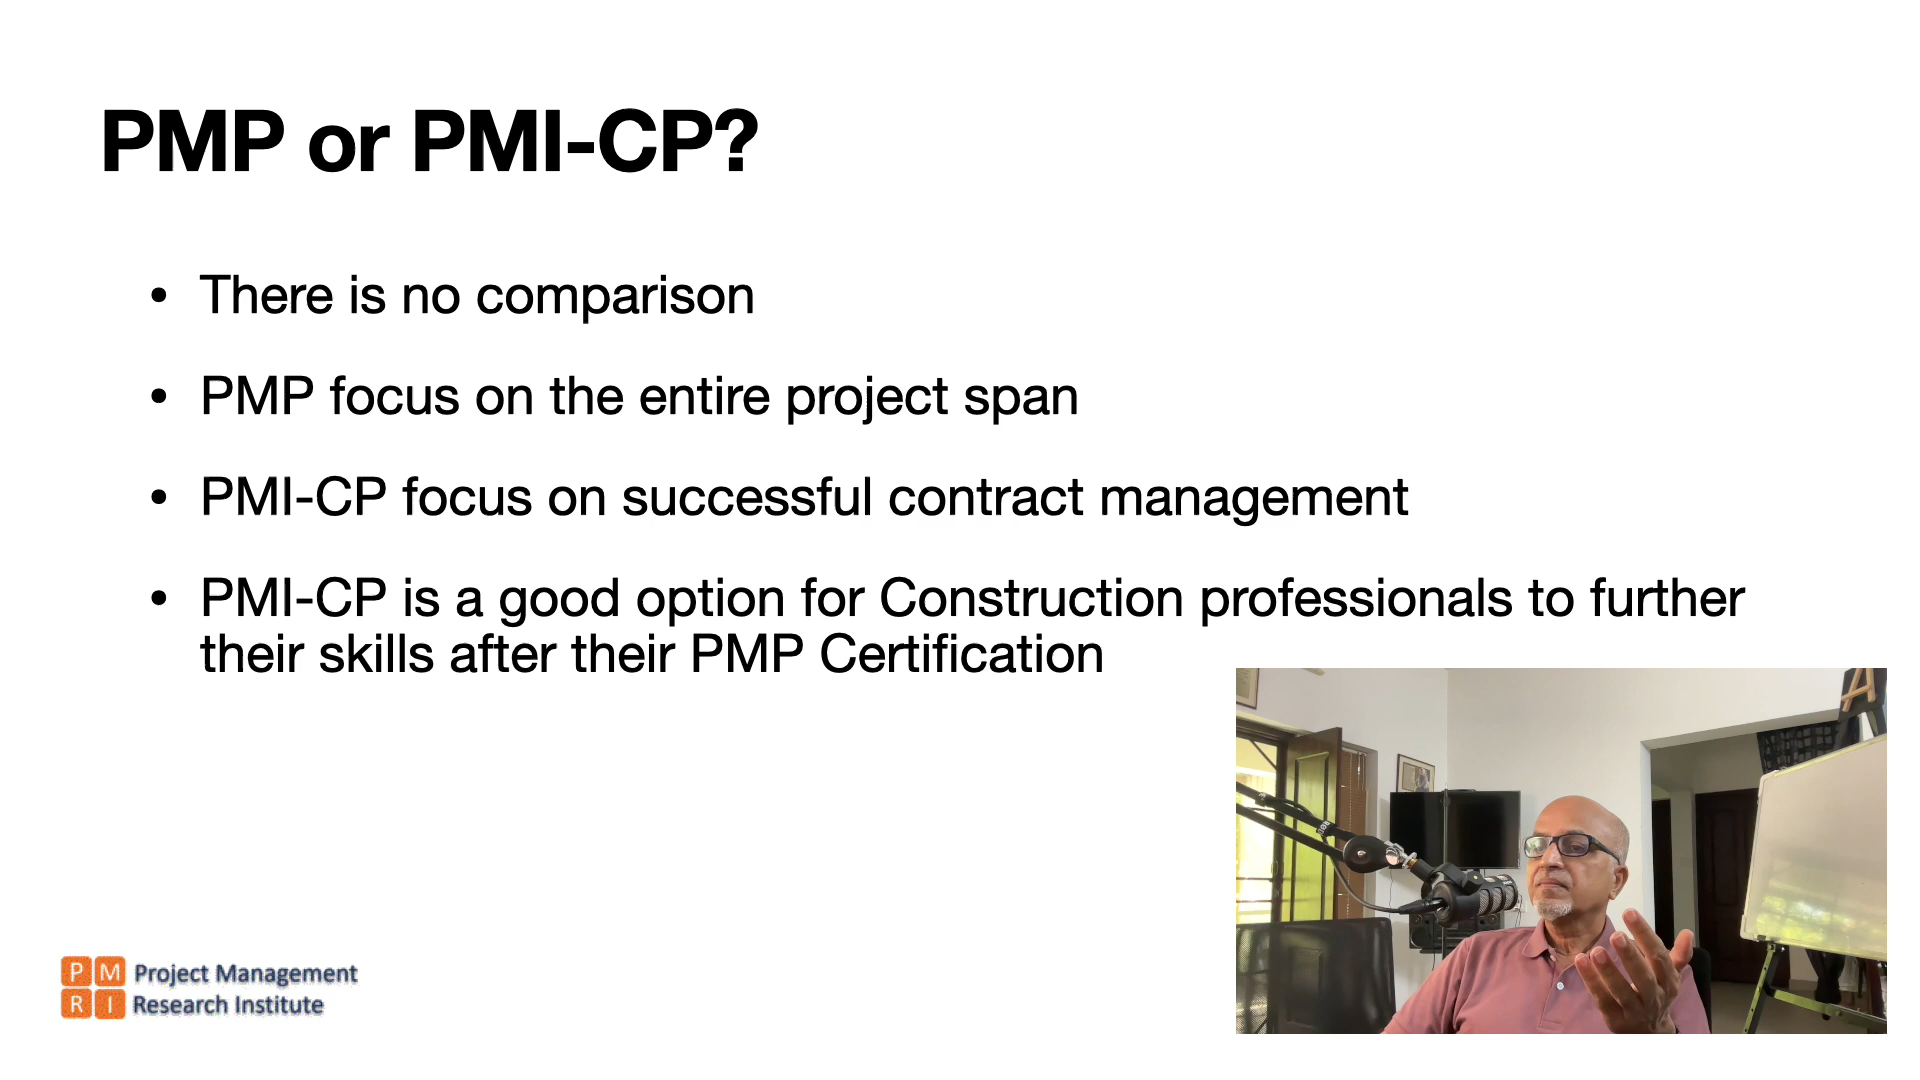 PMP or PMI-CP?
• There is no comparison
• PMP focus on the entire project span
• PMI-CP focus on successful contract management
• PMI-CP is a good option for Construction professionals to further
their skills after their PMP Certification
P M Project Management
R I Research Institute
A